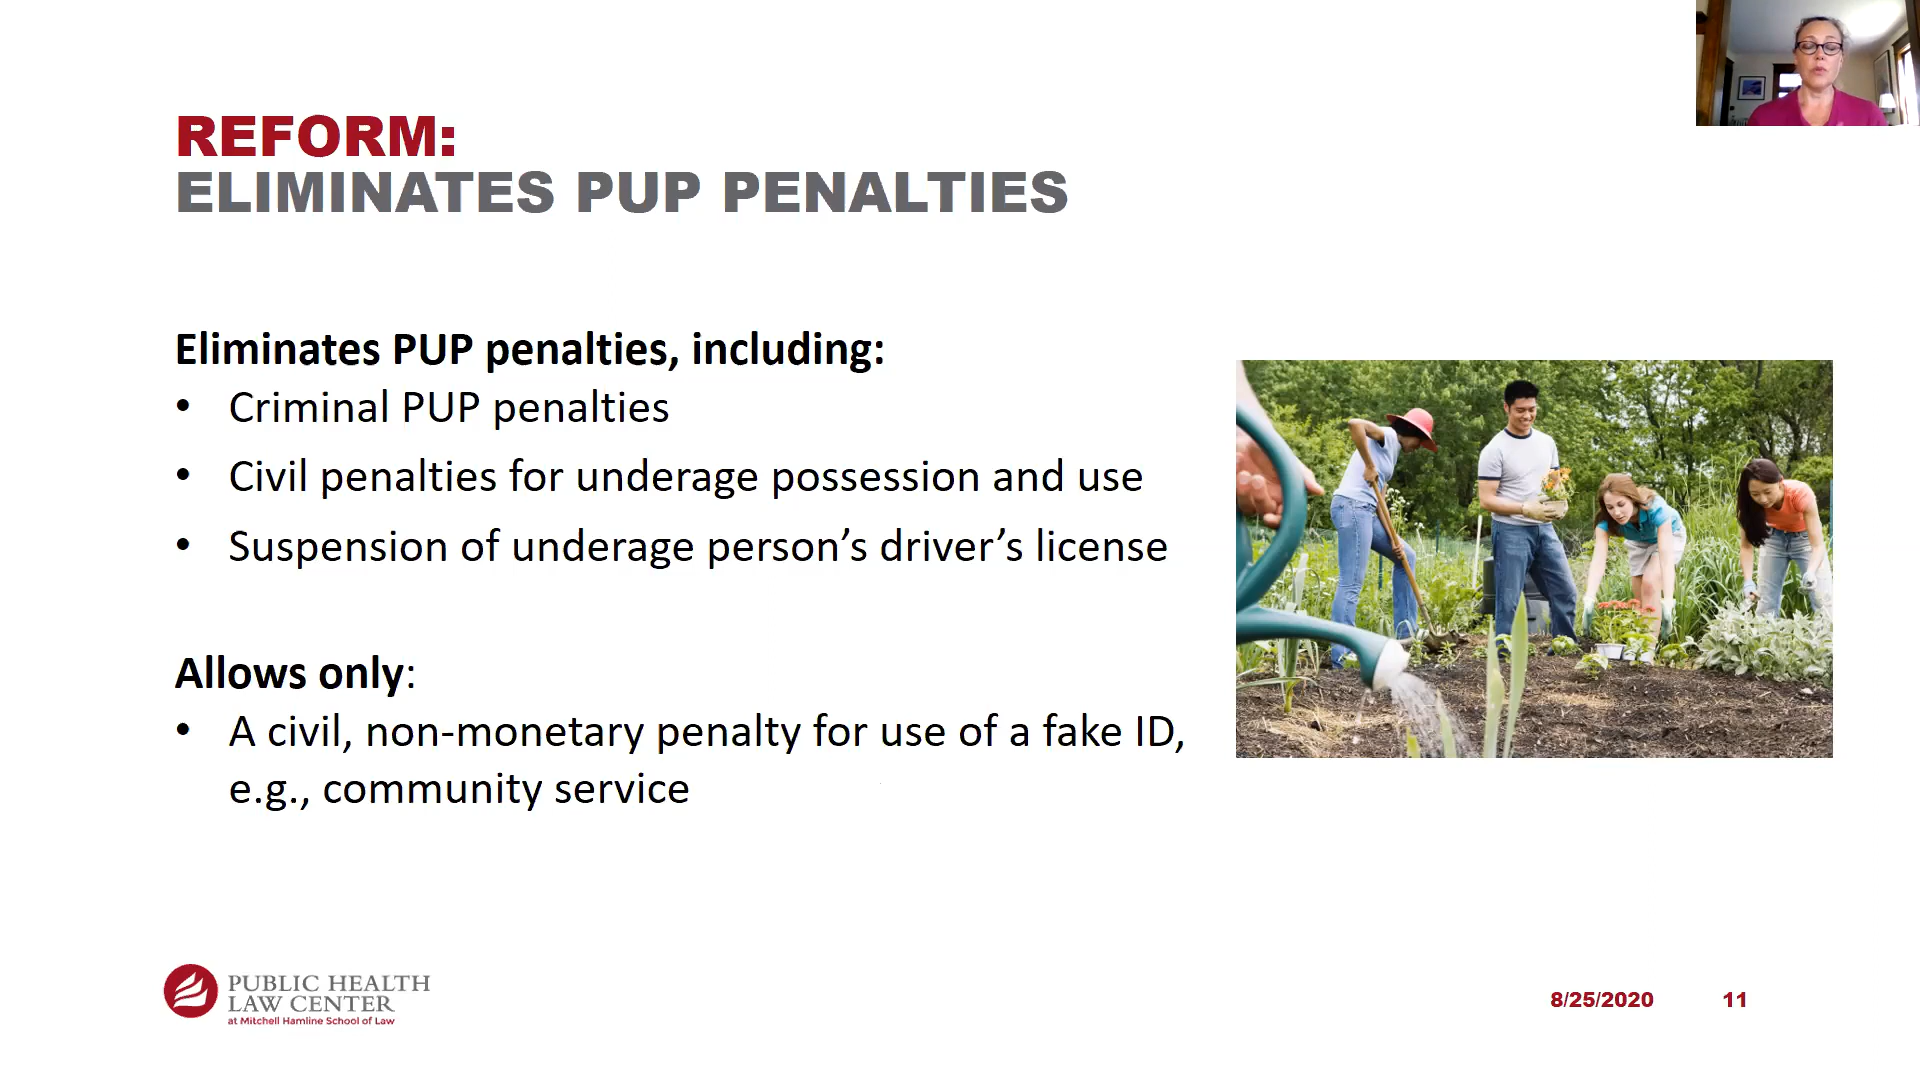 REFORM:
ELIMINATES PUP PENALTIES
Eliminates PUP penalties, including:
• Criminal PUP penalties
• Civil penalties for underage possession and use
• Suspension of underage person’s driver’s license
Allows only:
• A civil, non-monetary penalty for use of a fake ID,
e.g., community service
PUBLIC HEALTH
LAW CENTER
at Mitchell Hamline School of Law
8/25/2020 11